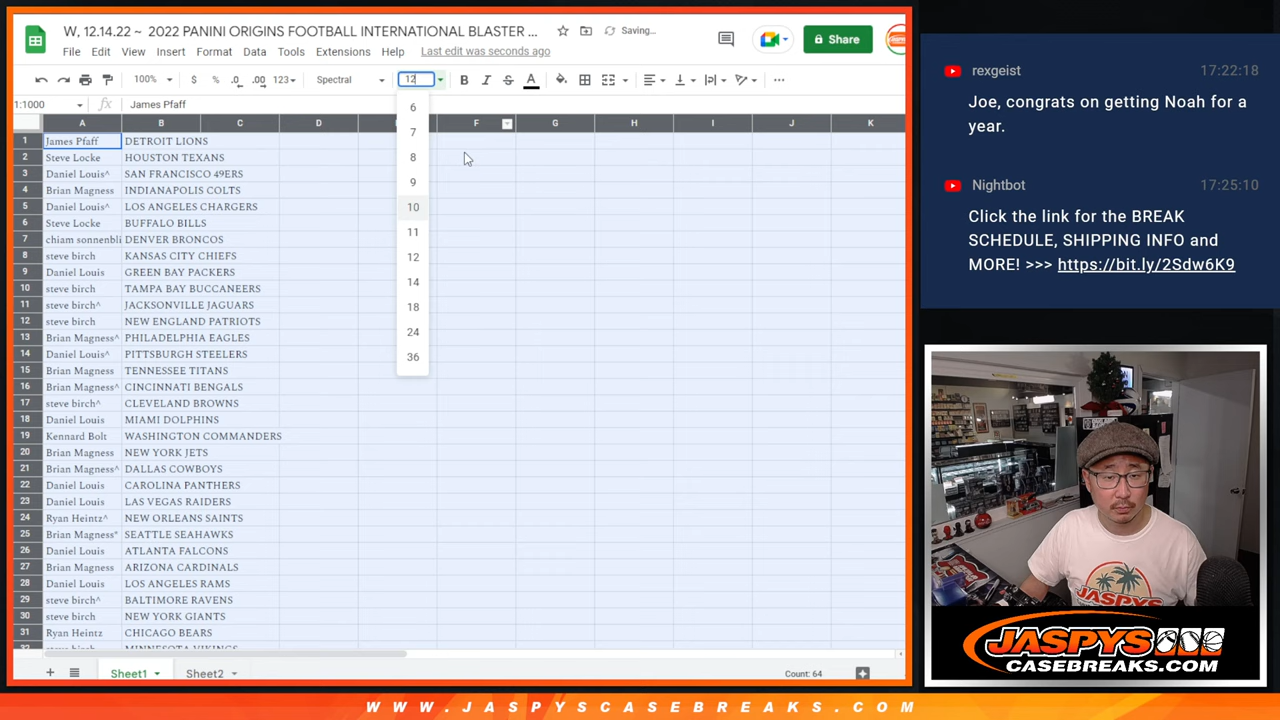 W, 12.14.22 ~ 2022 PANINI ORIGINS FOOTBALL INTERNATIONAL BLASTER ...
Saving...
Share
File Edit View Insert Format Data Tools Extensions Help Last edit was seconds ago
100% $ % .0 .00 123 Spectral 12 B I S A
1:1000 fx James Pfaff
A B C D F G H I J K
1 James Pfaff DETROIT LIONS
2 Steve Locke HOUSTON TEXANS
3 Daniel Louis^ SAN FRANCISCO 49ERS
4 Brian Magness INDIANAPOLIS COLTS
5 Daniel Louis^ LOS ANGELES CHARGERS
6 Steve Locke BUFFALO BILLS
7 chiam sonnenbli DENVER BRONCOS
8 steve birch KANSAS CITY CHIEFS
9 Daniel Louis GREEN BAY PACKERS
10 steve birch TAMPA BAY BUCCANEERS
11 steve birch^ JACKSONVILLE JAGUARS
12 steve birch NEW ENGLAND PATRIOTS
13 Brian Magness^ PHILADELPHIA EAGLES
14 Daniel Louis^ PITTSBURGH STEELERS
15 Brian Magness TENNESSEE TITANS
16 Brian Magness^ CINCINNATI BENGALS
17 steve birch^ CLEVELAND BROWNS
18 Daniel Louis MIAMI DOLPHINS
19 Kennard Bolt WASHINGTON COMMANDERS
20 Brian Magness NEW YORK JETS
21 Brian Magness^ DALLAS COWBOYS
22 Daniel Louis CAROLINA PANTHERS
23 Daniel Louis LAS VEGAS RAIDERS
24 Ryan Heintz^ NEW ORLEANS SAINTS
25 Brian Magness" SEATTLE SEAHAWKS
26 Daniel Louis ATLANTA FALCONS
27 Brian Magness ARIZONA CARDINALS
28 Daniel Louis LOS ANGELES RAMS
29 steve birch^ BALTIMORE RAVENS
30 steve birch NEW YORK GIANTS
31 Ryan Heintz CHICAGO BEARS
32 steve birch MINNESOTA VIKINGS
6
7
8
9
10
11
12
14
18
24
36
Sheet1 Sheet2 Count: 64
rexgeist 17:22:18
Joe, congrats on getting Noah for a
year.
Nightbot 17:25:10
Click the link for the BREAK
SCHEDULE, SHIPPING INFO and
MORE! >>> https://bit.ly/2Sdw6K9
JASPYS
CASEBREAKS.COM
WWW.JASPYSCASEBREAKS.COM